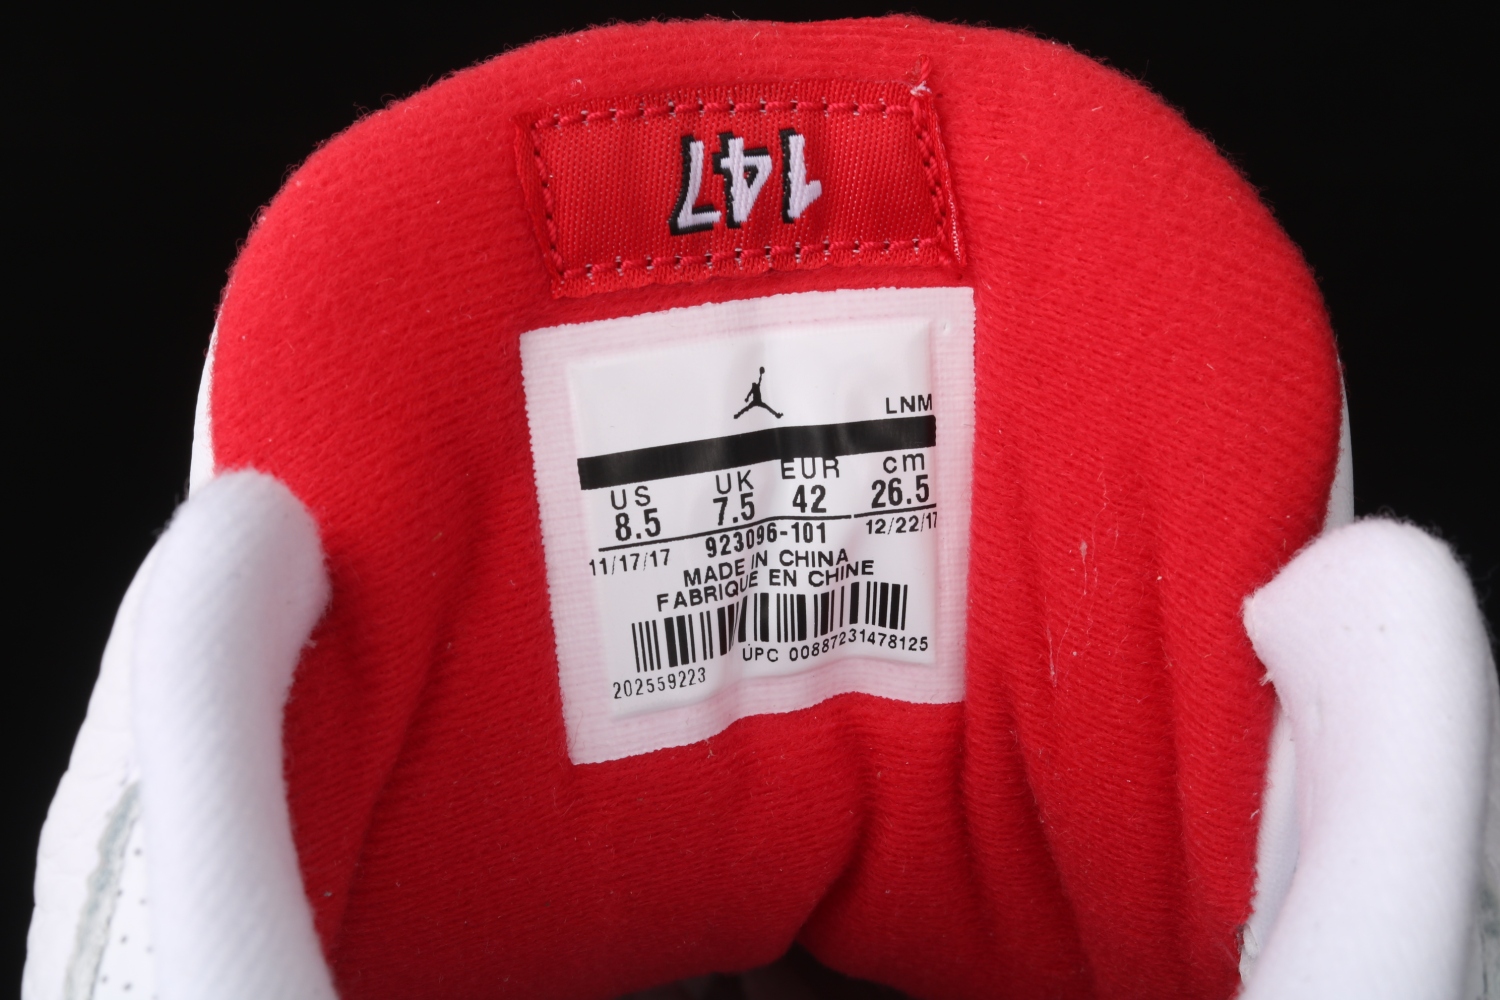 147
LNM
US UK EUR cm
8.5 7.5 42 26.5
11/17/17 923096-101 12/22/17
MADE IN CHINA
FABRIQUE EN CHINE
UPC 00887231478125
202559223